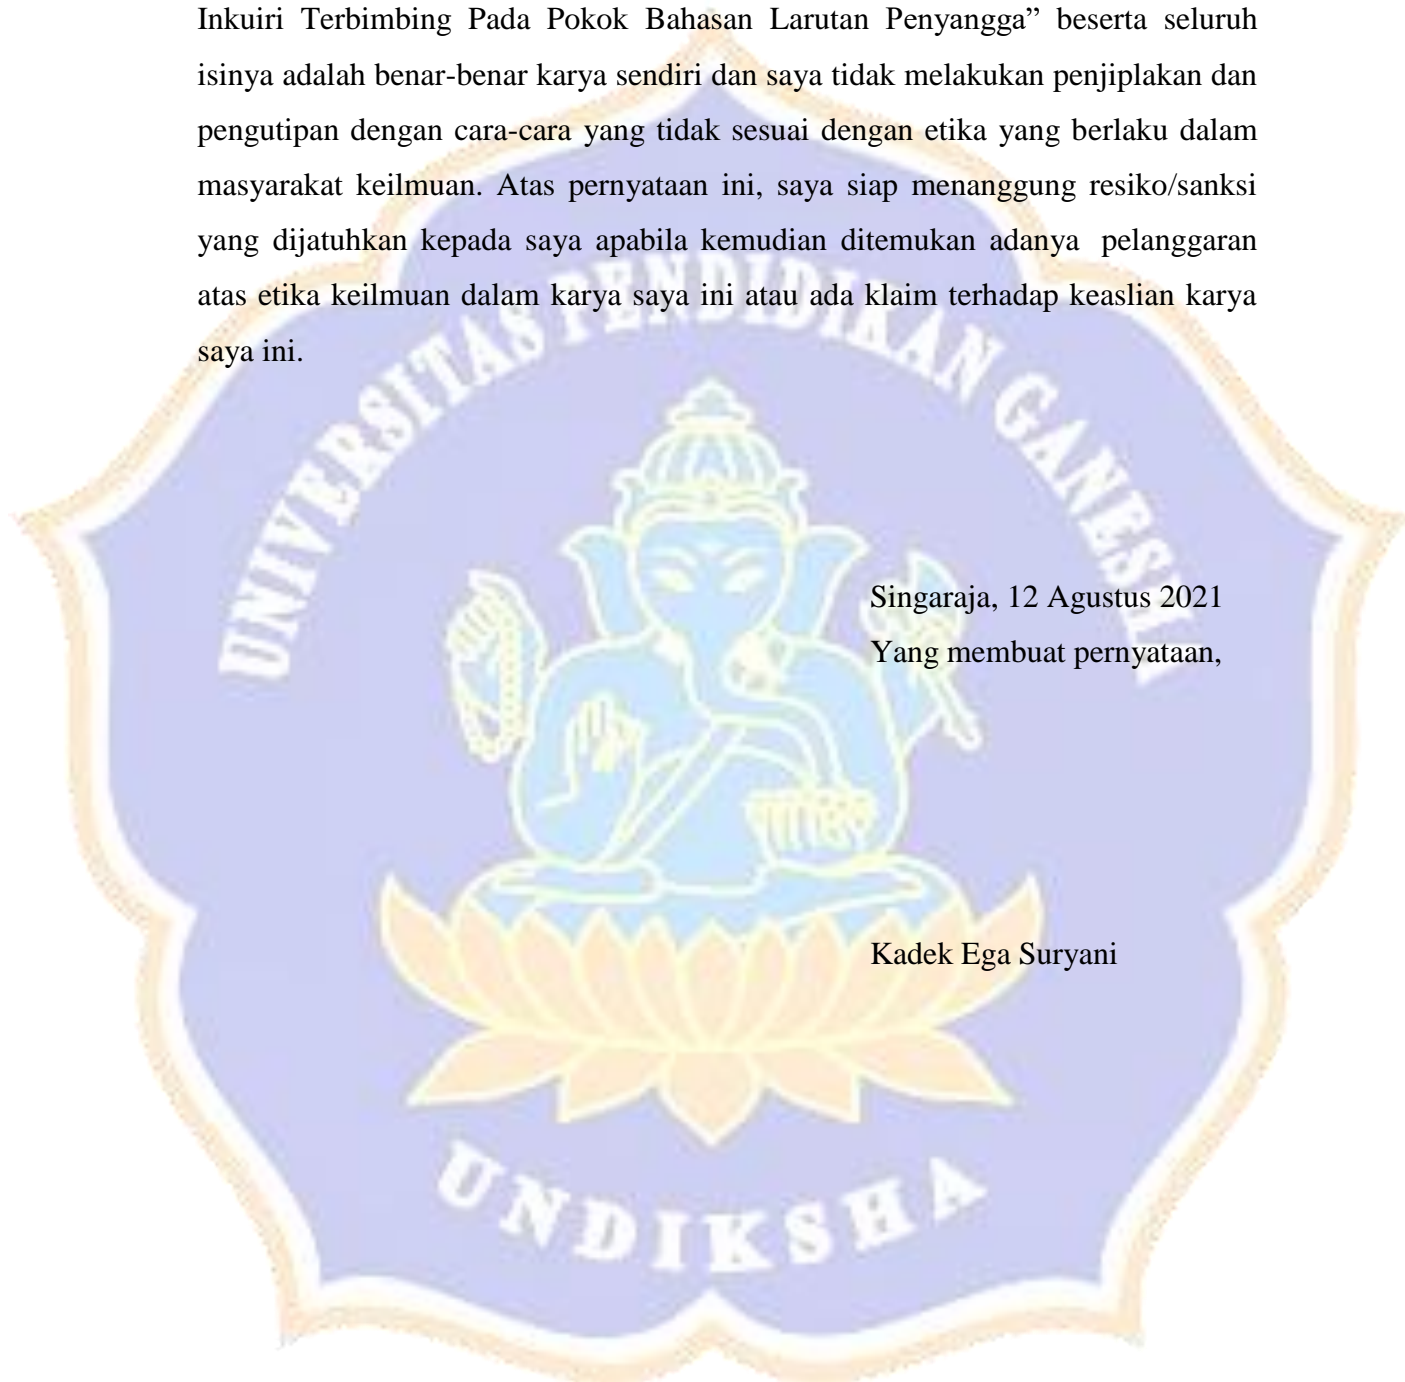 Inkuiri Terbimbing Pada Pokok Bahasan Larutan Penyangga” beserta seluruh
isinya adalah benar-benar karya sendiri dan saya tidak melakukan penjiplakan dan
pengutipan dengan cara-cara yang tidak sesuai dengan etika yang berlaku dalam
masyarakat keilmuan. Atas pernyataan ini, saya siap menanggung resiko/sanksi
yang dijatuhkan kepada saya apabila kemudian ditemukan adanya pelanggaran
atas etika keilmuan dalam karya saya ini atau ada klaim terhadap keaslian karya
saya ini.
UNIVERSITAS PENDIDIKAN GANESHA
Singaraja, 12 Agustus 2021
Yang membuat pernyataan,
Kadek Ega Suryani
UNDIKSHA